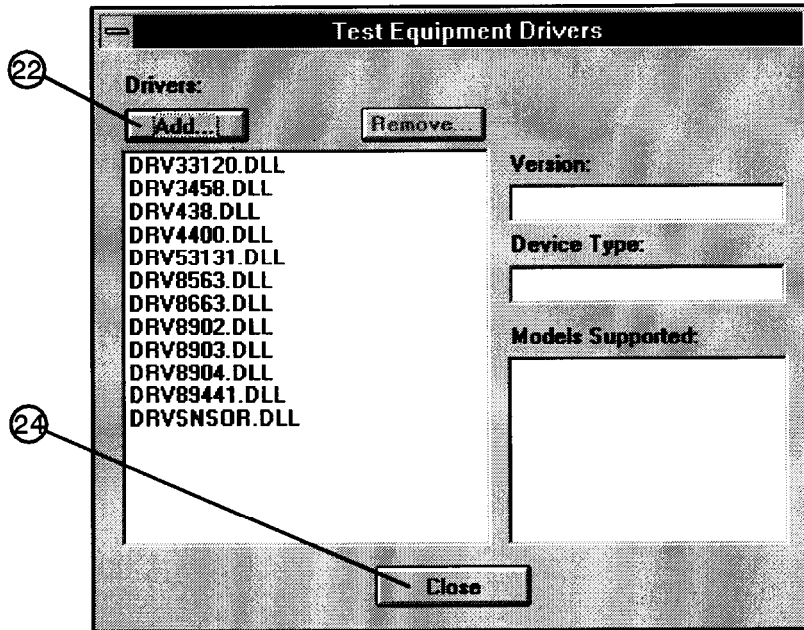 Test Equipment Drivers
22
Drivers:
Add...
Remove...
DRV33120.DLL
DRV3458.DLL
DRV438.DLL
DRV4400.DLL
DRV53131.DLL
DRV8563.DLL
DRV8663.DLL
DRV8902.DLL
DRV8903.DLL
DRV8904.DLL
DRV89441.DLL
DRVSNSOR.DLL
Version:
Device Type:
Models Supported:
24
Close